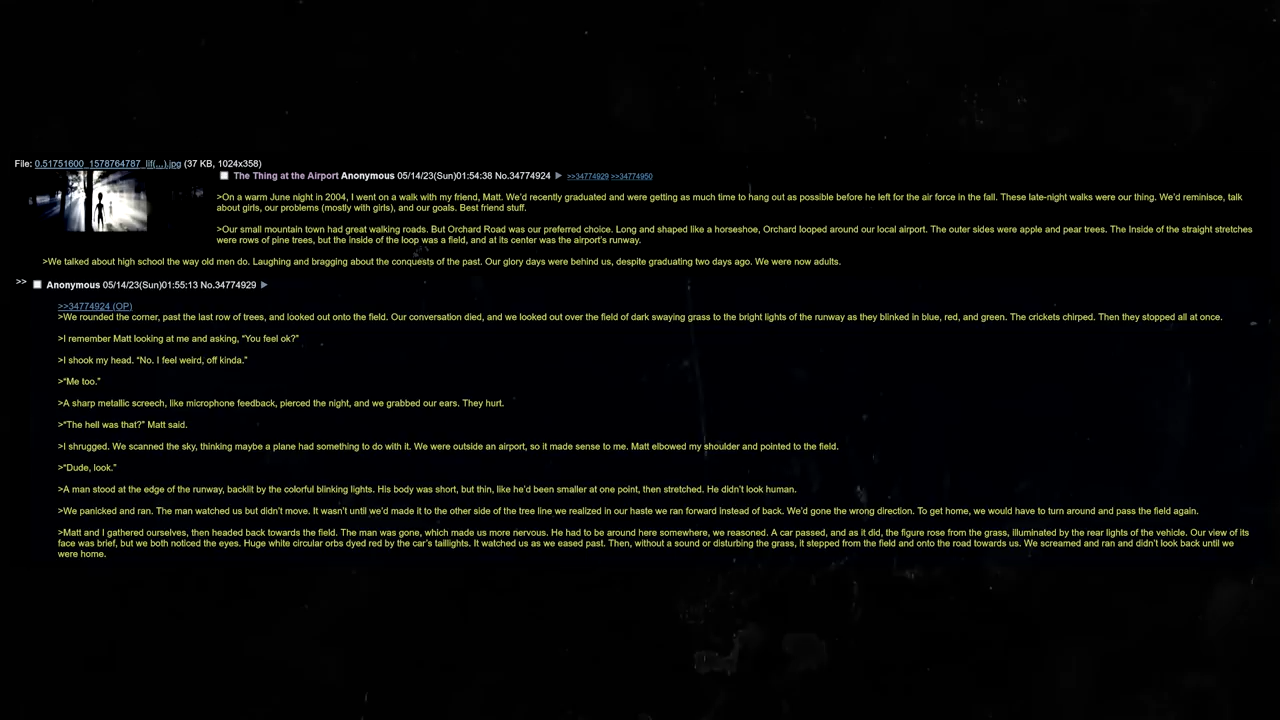 File: 0.51751600_1578764787_lif(...).jpg (37 KB, 1024x358)
The Thing at the Airport Anonymous 05/14/23(Sun)01:54:38 No.34774924 ▶ >>34774929 >>34774950
>On a warm June night in 2004, I went on a walk with my friend, Matt. We'd recently graduated and were getting as much time to hang out as possible before he left for the air force in the fall. These late-night walks were our thing. We'd reminisce, talk
about girls, our problems (mostly with girls), and our goals. Best friend stuff.
>Our small mountain town had great walking roads. But Orchard Road was our preferred choice. Long and shaped like a horseshoe, Orchard looped around our local airport. The outer sides were apple and pear trees. The Inside of the straight stretches
were rows of pine trees, but the inside of the loop was a field, and at its center was the airport's runway.
>We talked about high school the way old men do. Laughing and bragging about the conquests of the past. Our glory days were behind us, despite graduating two days ago. We were now adults.
>> Anonymous 05/14/23(Sun)01:55:13 No.34774929 ▶
>>34774924 (OP)
>We rounded the corner, past the last row of trees, and looked out onto the field. Our conversation died, and we looked out over the field of dark swaying grass to the bright lights of the runway as they blinked in blue, red, and green. The crickets chirped. Then they stopped all at once.
>I remember Matt looking at me and asking, "You feel ok?"
>I shook my head. "No. I feel weird, off kinda."
>"Me too."
>A sharp metallic screech, like microphone feedback, pierced the night, and we grabbed our ears. They hurt.
>"The hell was that?" Matt said.
>I shrugged. We scanned the sky, thinking maybe a plane had something to do with it. We were outside an airport, so it made sense to me. Matt elbowed my shoulder and pointed to the field.
>"Dude, look."
>A man stood at the edge of the runway, backlit by the colorful blinking lights. His body was short, but thin, like he'd been smaller at one point, then stretched. He didn't look human.
>We panicked and ran. The man watched us but didn't move. It wasn't until we'd made it to the other side of the tree line we realized in our haste we ran forward instead of back. We'd gone the wrong direction. To get home, we would have to turn around and pass the field again.
>Matt and I gathered ourselves, then headed back towards the field. The man was gone, which made us more nervous. He had to be around here somewhere, we reasoned. A car passed, and as it did, the figure rose from the grass, illuminated by the rear lights of the vehicle. Our view of its
face was brief, but we both noticed the eyes. Huge white circular orbs dyed red by the car's taillights. It watched us as we eased past. Then, without a sound or disturbing the grass, it stepped from the field and onto the road towards us. We screamed and ran and didn't look back until we
were home.